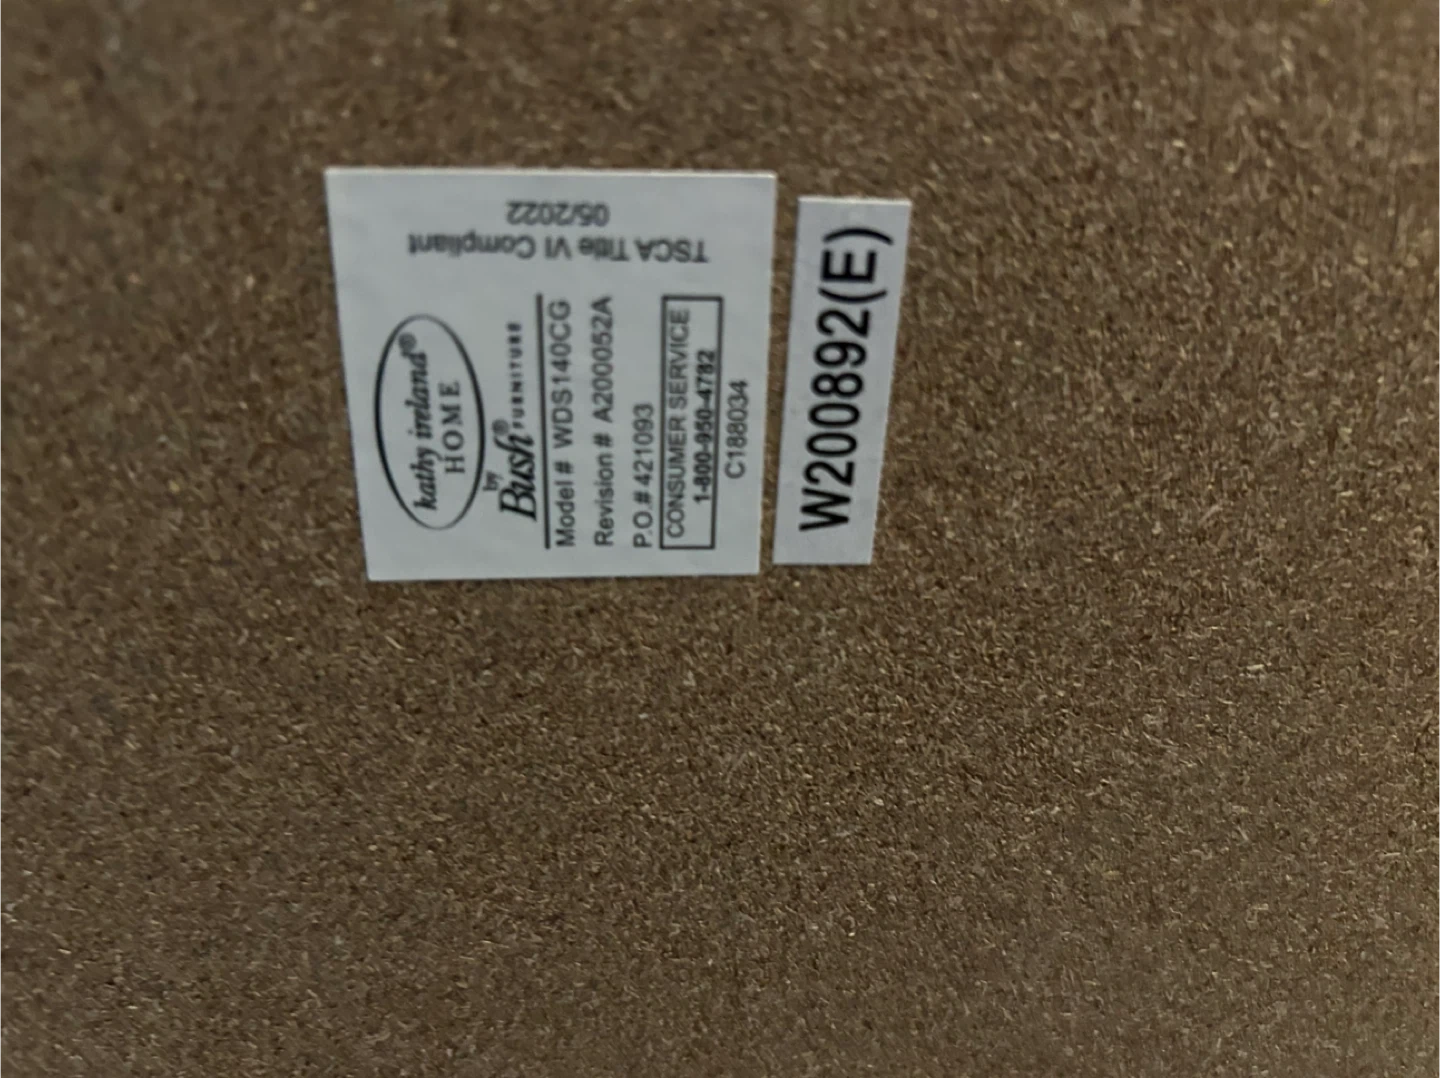 kathy ireland®
HOME
by
Bush® FURNITURE
Model # WDS140CG
Revision # A200052A
P.O.# 421093
CONSUMER SERVICE
1-800-950-4782
C188034
TSCA Title VI Compliant
05/2022
W200892(E)